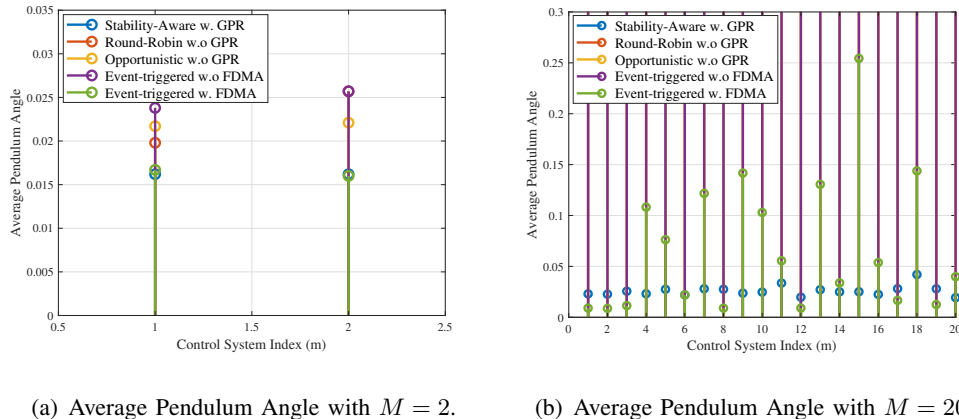 0.035
0.03
0.025
0.02
0.015
0.01
0.005
0
Average Pendulum Angle
Stability-Aware w. GPR
Round-Robin w.o GPR
Opportunistic w.o GPR
Event-triggered w.o FDMA
Event-triggered w. FDMA
0.5 1 1.5 2 2.5
Control System Index (m)
(a) Average Pendulum Angle with M = 2.
0.3
0.25
0.2
0.15
0.1
0.05
0
Average Pendulum Angle
Stability-Aware w. GPR
Round-Robin w.o GPR
Opportunistic w.o GPR
Event-triggered w.o FDMA
Event-triggered w. FDMA
0 2 4 6 8 10 12 14 16 18 20
Control System Index (m)
(b) Average Pendulum Angle with M = 20